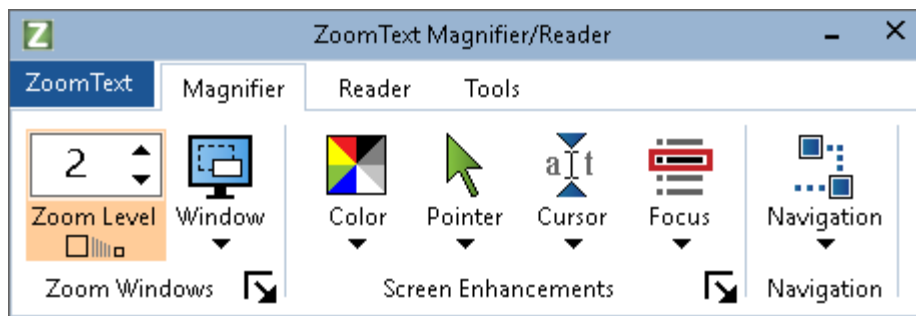 Z ZoomText Magnifier/Reader
ZoomText Magnifier Reader Tools
2
Zoom Level Window Color Pointer a t Cursor Focus Navigation
Zoom Windows Screen Enhancements Navigation